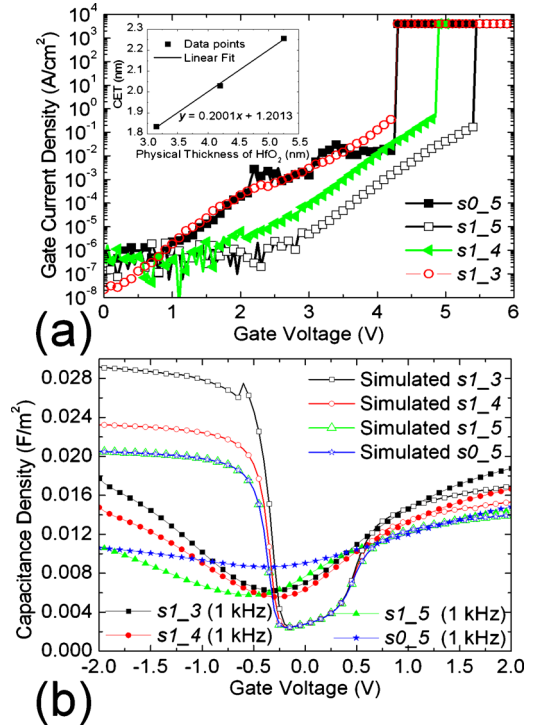 (a)
Gate Current Density (A/cm²)
10⁴
10³
10²
10¹
10⁰
10⁻¹
10⁻²
10⁻³
10⁻⁴
10⁻⁵
10⁻⁶
10⁻⁷
10⁻⁸
0 1 2 3 4 5 6
Gate Voltage (V)
CET (nm)
2.3
2.2
2.1
2.0
1.9
1.8
3.0 3.5 4.0 4.5 5.0 5.5
Physical Thickness of HfO₂ (nm)
Data points
Linear Fit
y = 0.2001x + 1.2013
s0_5
s1_5
s1_4
s1_3
(b)
Capacitance Density (F/m²)
0.028
0.024
0.020
0.016
0.012
0.008
0.004
0.000
-2.0 -1.5 -1.0 -0.5 0.0 0.5 1.0 1.5 2.0
Gate Voltage (V)
Simulated s1_3
Simulated s1_4
Simulated s1_5
Simulated s0_5
s1_3 (1 kHz)
s1_4 (1 kHz)
s1_5 (1 kHz)
s0_5 (1 kHz)